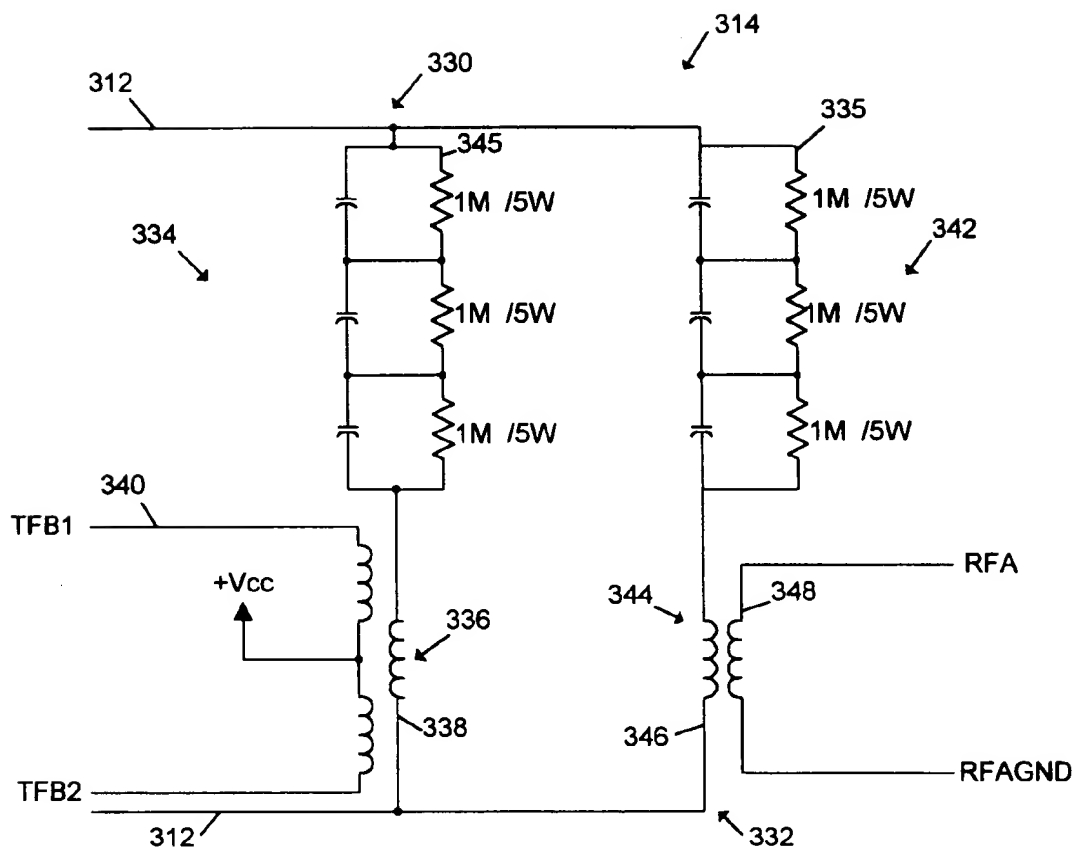 314
330
312
335
345
1M /5W
1M /5W
334
342
1M /5W
1M /5W
1M /5W
1M /5W
340
TFB1
RFA
+Vcc
344
348
336
338
346
RFAGND
TFB2
312
332